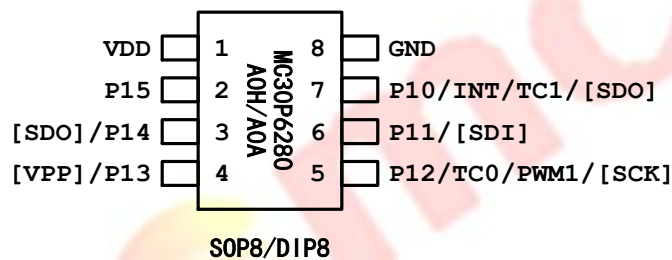 VDD 1 8 GND
P15 2 7 P10/INT/TC1/[SDO]
[SDO]/P14 3 6 P11/[SDI]
[VPP]/P13 4 5 P12/TC0/PWM1/[SCK]
MC30P6280
A0H/A0A
SOP8/DIP8